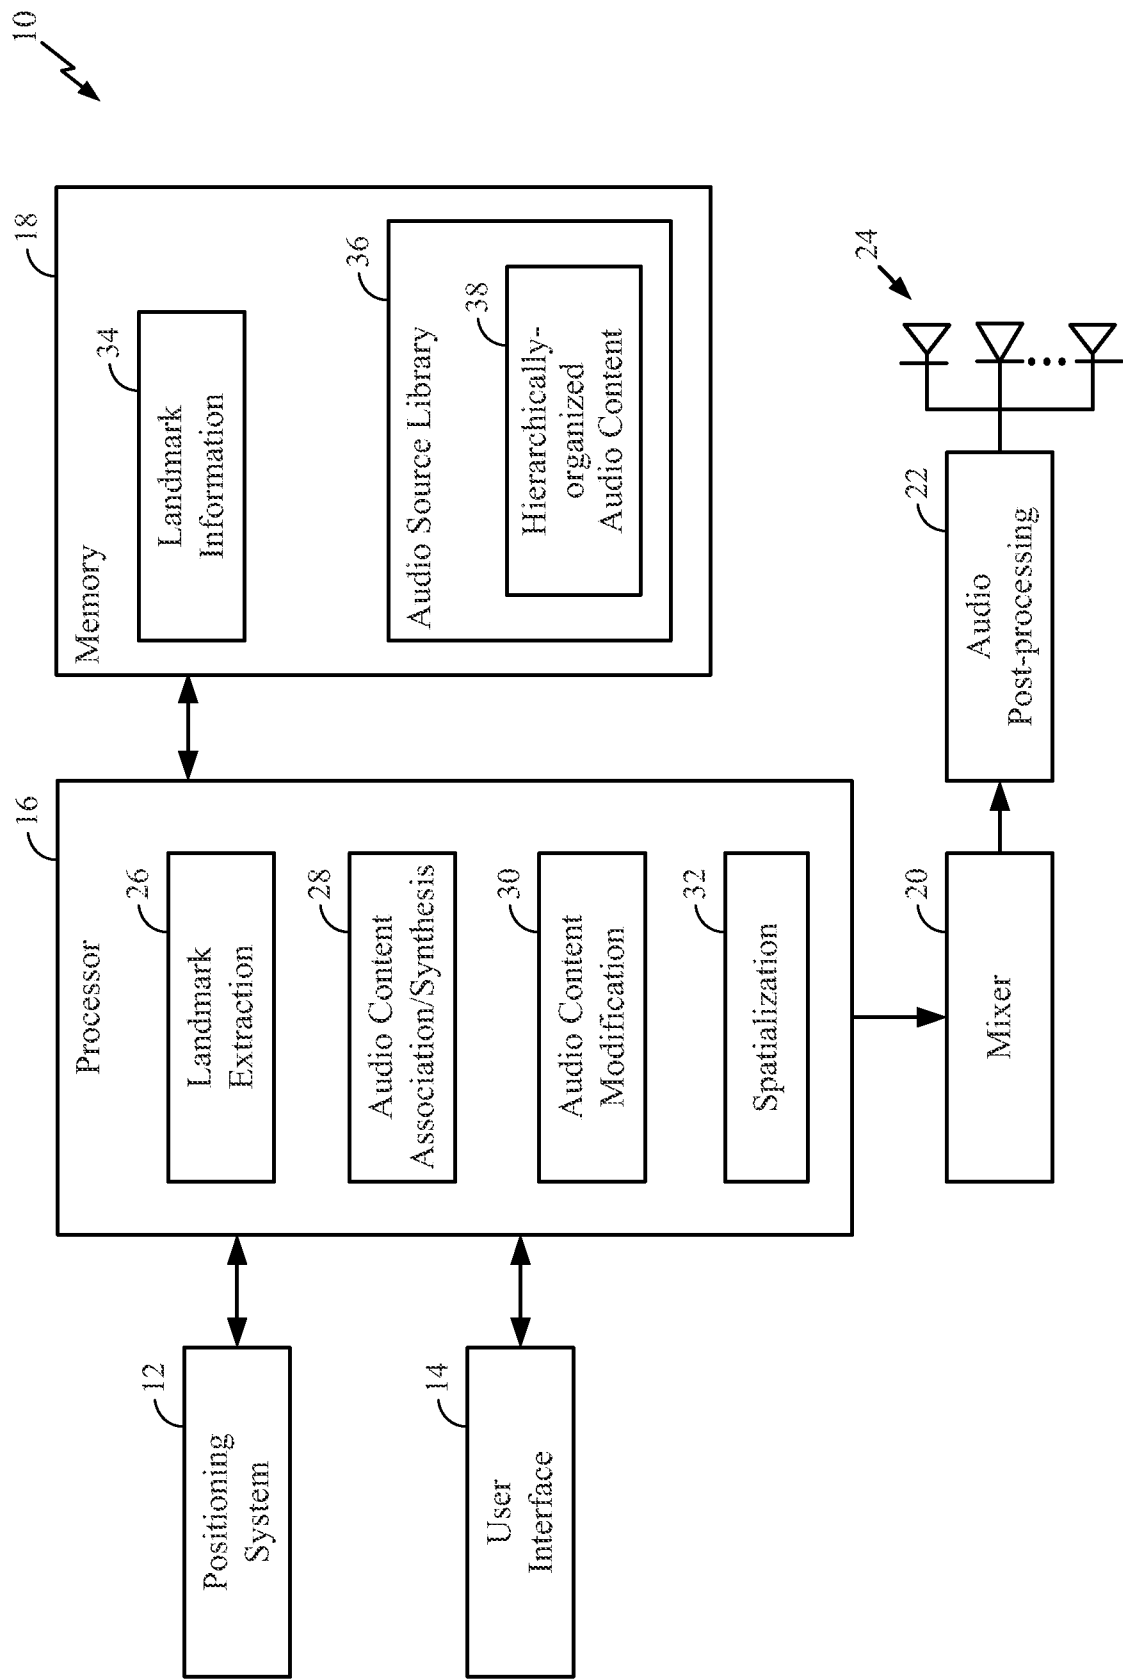 10
12
Positioning
System
14
User
Interface
16
Processor
26
Landmark
Extraction
28
Audio Content
Association/Synthesis
30
Audio Content
Modification
32
Spatialization
18
Memory
34
Landmark
Information
36
Audio Source Library
38
Hierarchically-
organized
Audio Content
20
Mixer
22
Audio
Post-processing
24